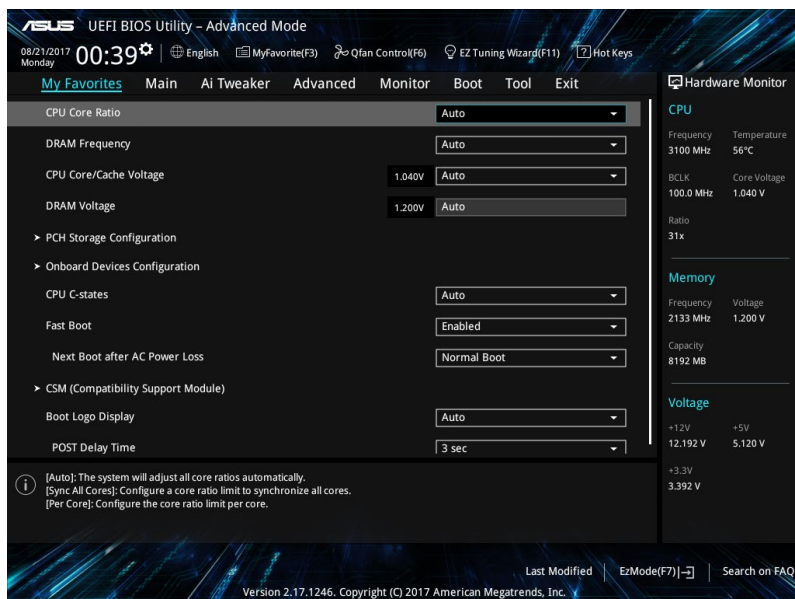 ASUS UEFI BIOS Utility – Advanced Mode
08/21/2017 Monday 00:39 English MyFavorite(F3) Qfan Control(F6) EZ Tuning Wizard(F11) ? Hot Keys
My Favorites Main Ai Tweaker Advanced Monitor Boot Tool Exit
Hardware Monitor
CPU Core Ratio Auto
DRAM Frequency Auto
CPU Core/Cache Voltage 1.040V Auto
DRAM Voltage 1.200V Auto
PCH Storage Configuration
Onboard Devices Configuration
CPU C-states Auto
Fast Boot Enabled
Next Boot after AC Power Loss Normal Boot
CSM (Compatibility Support Module)
Boot Logo Display Auto
POST Delay Time 3 sec
CPU
Frequency Temperature
3100 MHz 56°C
BCLK Core Voltage
100.0 MHz 1.040 V
Ratio
31x
Memory
Frequency Voltage
2133 MHz 1.200 V
Capacity
8192 MB
Voltage
+12V +5V
12.192 V 5.120 V
+3.3V
3.392 V
i
[Auto]: The system will adjust all core ratios automatically.
[Sync All Cores]: Configure a core ratio limit to synchronize all cores.
[Per Core]: Configure the core ratio limit per core.
Last Modified EzMode(F7) Search on FAQ
Version 2.17.1246. Copyright (C) 2017 American Megatrends, Inc.